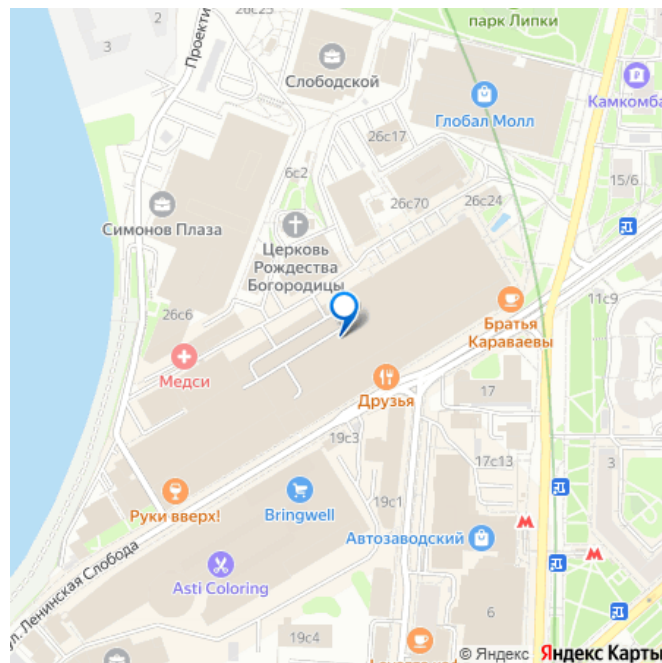 26с25
2
3
Проекти
парк Липки
Слободской
Камкомба
Глобал Молл
26с17
15/6
6с2
26с70
26с24
Симонов Плаза
Церковь
Рождества
Богородицы
11с9
26с6
Братья
Караваевы
Медси
Друзья
17
19с3
17с13
3
Руки вверх!
Bringwell
19с1
Автозаводский
ул. Ленинская Слобода
Asti Coloring
6
19с4
© Яндекс Яндекс Карты